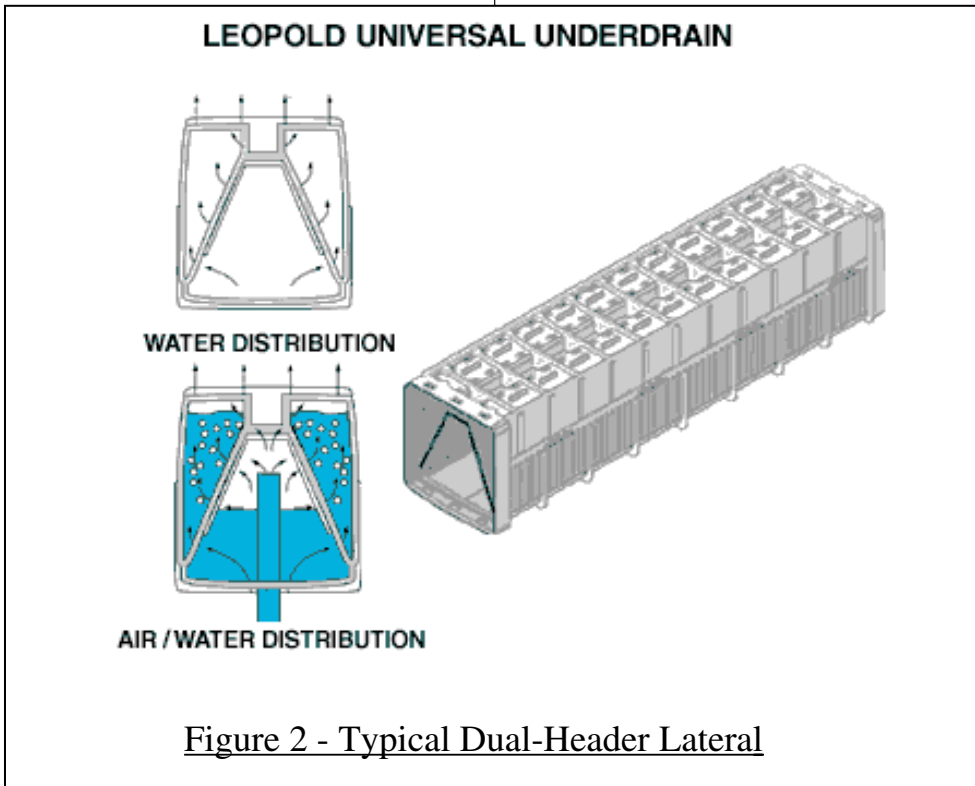 LEOPOLD UNIVERSAL UNDERDRAIN
WATER DISTRIBUTION
AIR / WATER DISTRIBUTION
Figure 2 - Typical Dual-Header Lateral